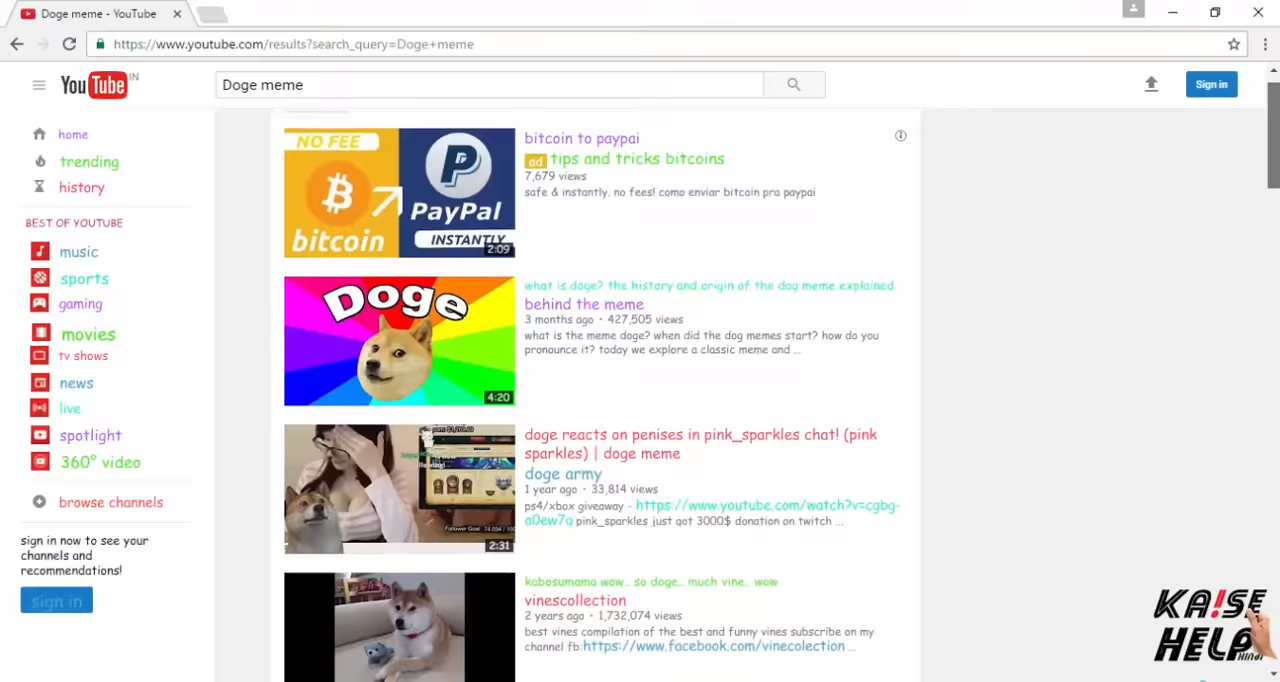 Doge meme - YouTube
https://www.youtube.com/results?search_query=Doge+meme
YouTube IN
Doge meme
Sign in
home
trending
history
BEST OF YOUTUBE
music
sports
gaming
movies
tv shows
news
live
spotlight
360° video
browse channels
sign in now to see your
channels and
recommendations!
sign in
NO FEE
bitcoin
PayPal
INSTANTLY
2:09
bitcoin to paypai
ad tips and tricks bitcoins
7,679 views
safe & instantly. no fees! como enviar bitcoin pra paypai
Doge
4:20
what is doge? the history and origin of the dog meme explained
behind the meme
3 months ago • 427,505 views
what is the meme doge? when did the dog memes start? how do you
pronounce it? today we explore a classic meme and ...
2:31
doge reacts on penises in pink_sparkles chat! (pink
sparkles) | doge meme
doge army
1 year ago • 33,814 views
ps4/xbox giveaway - https://www.youtube.com/watch?v=cgbg-
a0ew7q pink_sparkles just got 3000$ donation on twitch ...
kabosumama wow.. so doge.. much vine.. wow
vinescollection
2 years ago • 1,732,074 views
best vines compilation of the best and funny vines subscribe on my
channel fb:https://www.facebook.com/vinecolection ...
KA!SE
HELP
HINDI